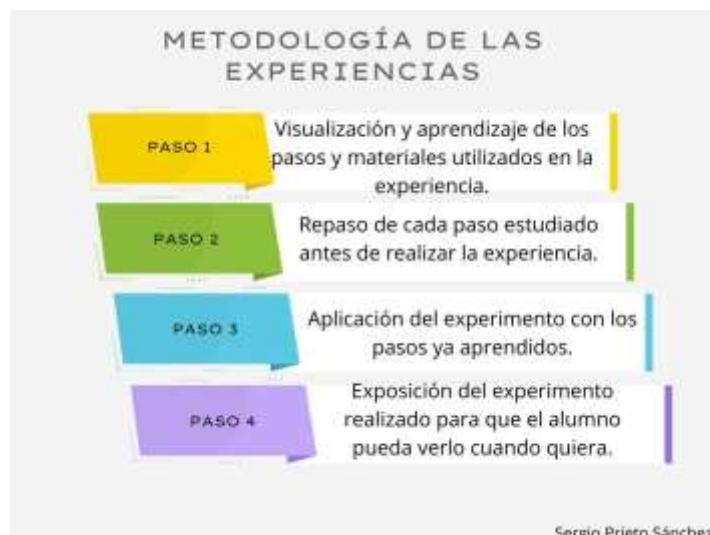 METODOLOGÍA DE LAS
EXPERIENCIAS
PASO 1
Visualización y aprendizaje de los
pasos y materiales utilizados en la
experiencia.
PASO 2
Repaso de cada paso estudiado
antes de realizar la experiencia.
PASO 3
Aplicación del experimento con los
pasos ya aprendidos.
PASO 4
Exposición del experimento
realizado para que el alumno
pueda verlo cuando quiera.
Sergio Prieto Sánchez